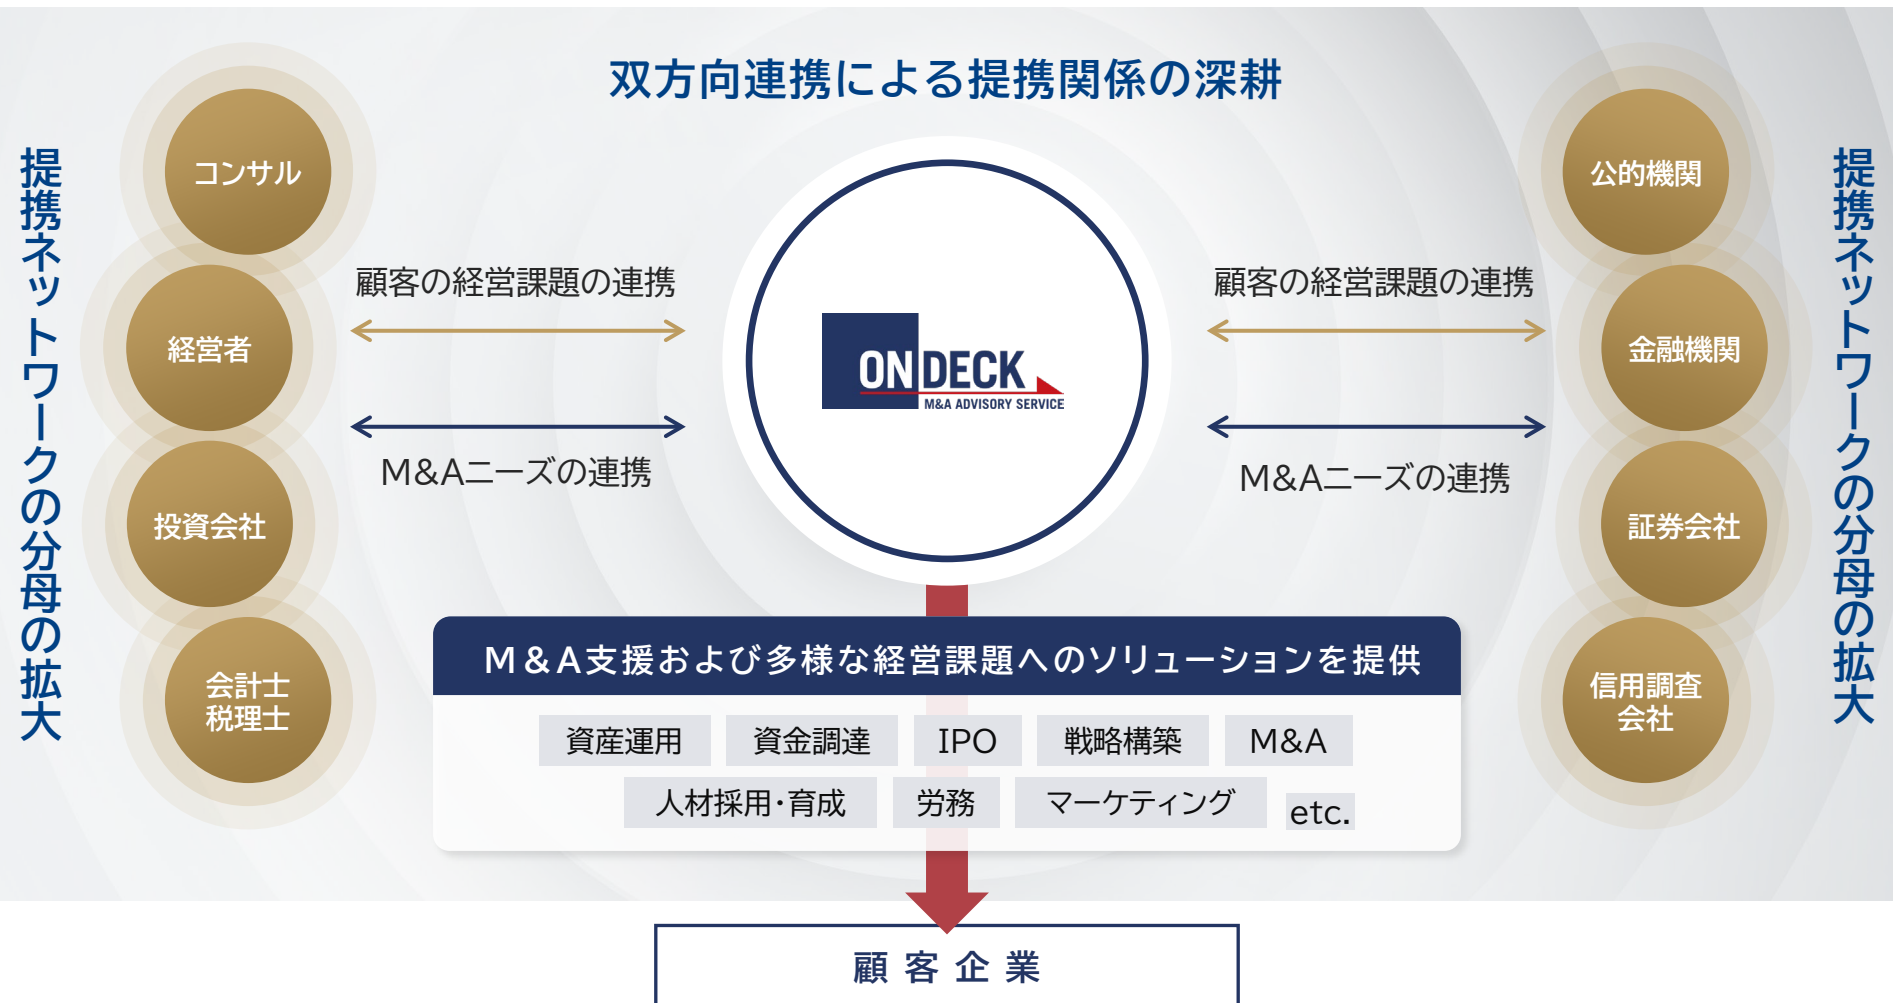 双方向連携による提携関係の深耕
提携ネットワークの分母の拡大
コンサル
経営者
投資会社
会計士
税理士
顧客の経営課題の連携
M&Aニーズの連携
ONDECK
M&A ADVISORY SERVICE
顧客の経営課題の連携
M&Aニーズの連携
公的機関
金融機関
証券会社
信用調査
会社
提携ネットワークの分母の拡大
M&A支援および多様な経営課題へのソリューションを提供
資産運用 資金調達 IPO 戦略構築 M&A
人材採用・育成 労務 マーケティング etc.
顧客企業